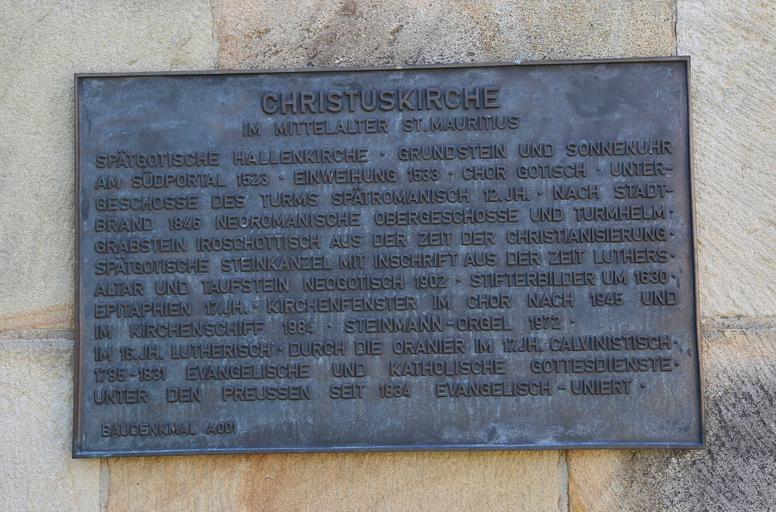 CHRISTUSKIRCHE
IM MITTELALTER ST. MAURITIUS
SPÄTGOTISCHE HALLENKIRCHE · GRUNDSTEIN UND SONNENUHR
AM SÜDPORTAL 1523 · EINWEIHUNG 1533 · CHOR GOTISCH · UNTER-
GESCHOSSE DES TURMS SPÄTROMANISCH 12.JH. · NACH STADT-
BRAND 1846 NEUROMANISCHE OBERGESCHOSSE UND TURMHELM ·
GRABSTEIN IROSCHOTTISCH AUS DER ZEIT DER CHRISTIANISIERUNG ·
SPÄTGOTISCHE STEINKANZEL MIT INSCHRIFT AUS DER ZEIT LUTHERS ·
ALTAR UND TAUFSTEIN NEOGOTISCH 1902 · STIFTERBILDER UM 1630 ·
EPITAPHIEN 17.JH. · KIRCHENFENSTER IM CHOR NACH 1945 UND
IM KIRCHENSCHIFF 1984 · STEINMANN-ORGEL 1972 ·
IM 16.JH. LUTHERISCH · DURCH DIE ORANIER IM 17.JH. CALVINISTISCH ·
1795-1831 EVANGELISCHE UND KATHOLISCHE GOTTESDIENSTE ·
UNTER DEN PREUSSEN SEIT 1834 EVANGELISCH-UNIERT ·
BAUDENKMAL A001